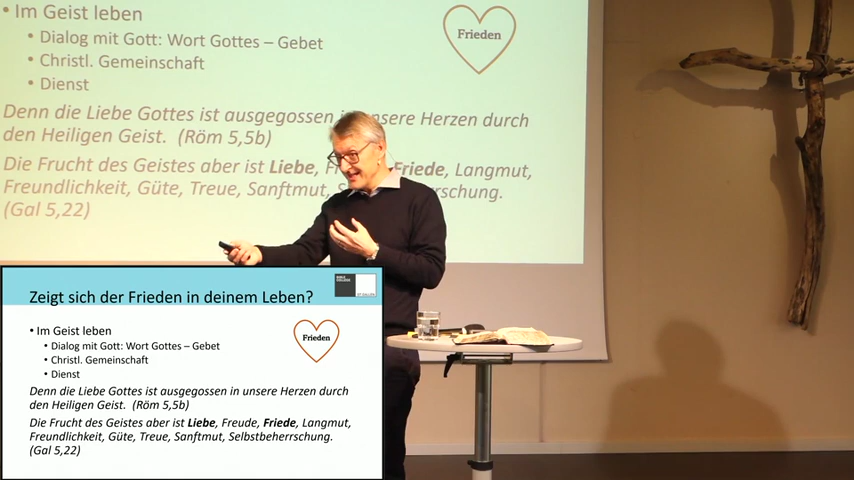 • Im Geist leben
• Dialog mit Gott: Wort Gottes – Gebet
• Christl. Gemeinschaft
• Dienst
Frieden
Denn die Liebe Gottes ist ausgegossen in unsere Herzen durch
den Heiligen Geist. (Röm 5,5b)
Die Frucht des Geistes aber ist Liebe, Friede, Langmut,
Freundlichkeit, Güte, Treue, Sanftmut,
(Gal 5,22)
Zeigt sich der Frieden in deinem Leben?
• Im Geist leben
• Dialog mit Gott: Wort Gottes – Gebet
• Christl. Gemeinschaft
• Dienst
Frieden
Denn die Liebe Gottes ist ausgegossen in unsere Herzen durch
den Heiligen Geist. (Röm 5,5b)
Die Frucht des Geistes aber ist Liebe, Freude, Friede, Langmut,
Freundlichkeit, Güte, Treue, Sanftmut, Selbstbeherrschung.
(Gal 5,22)